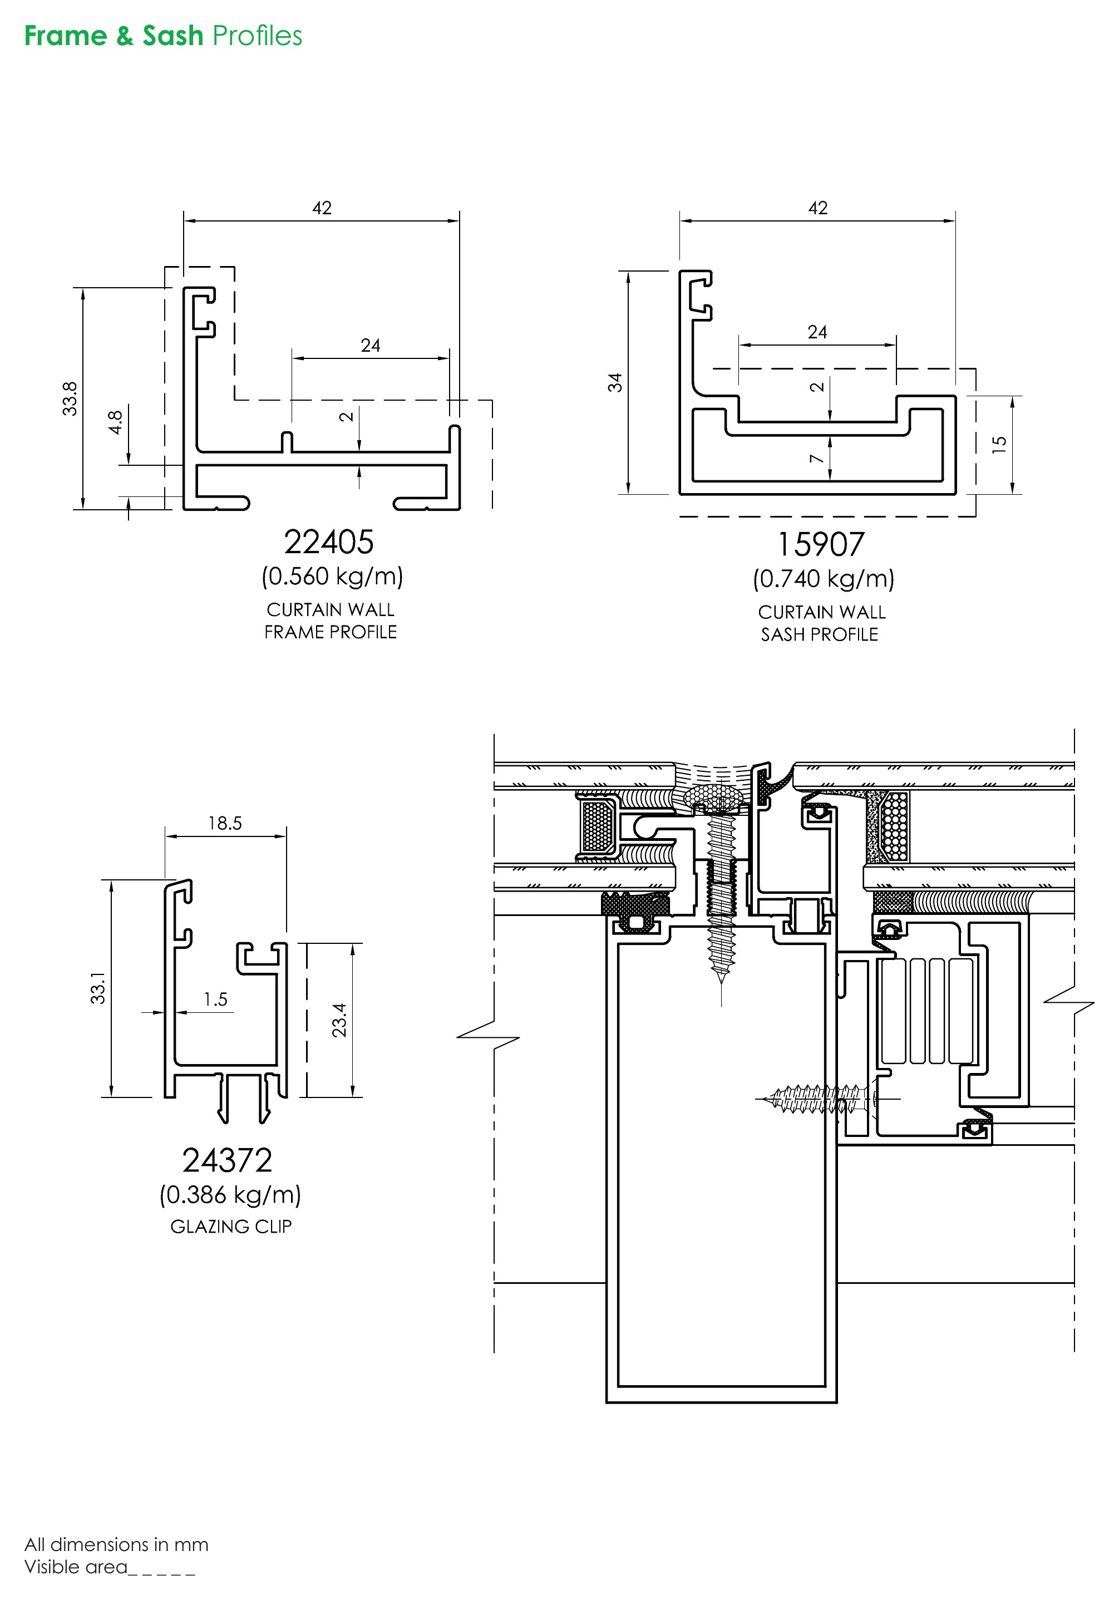 Frame & Sash Profiles
42
24
33.8
4.8
2
22405
(0.560 kg/m)
CURTAIN WALL
FRAME PROFILE
42
24
34
2
7
15
15907
(0.740 kg/m)
CURTAIN WALL
SASH PROFILE
18.5
33.1
1.5
23.4
24372
(0.386 kg/m)
GLAZING CLIP
All dimensions in mm
Visible area_ _ _ _ _